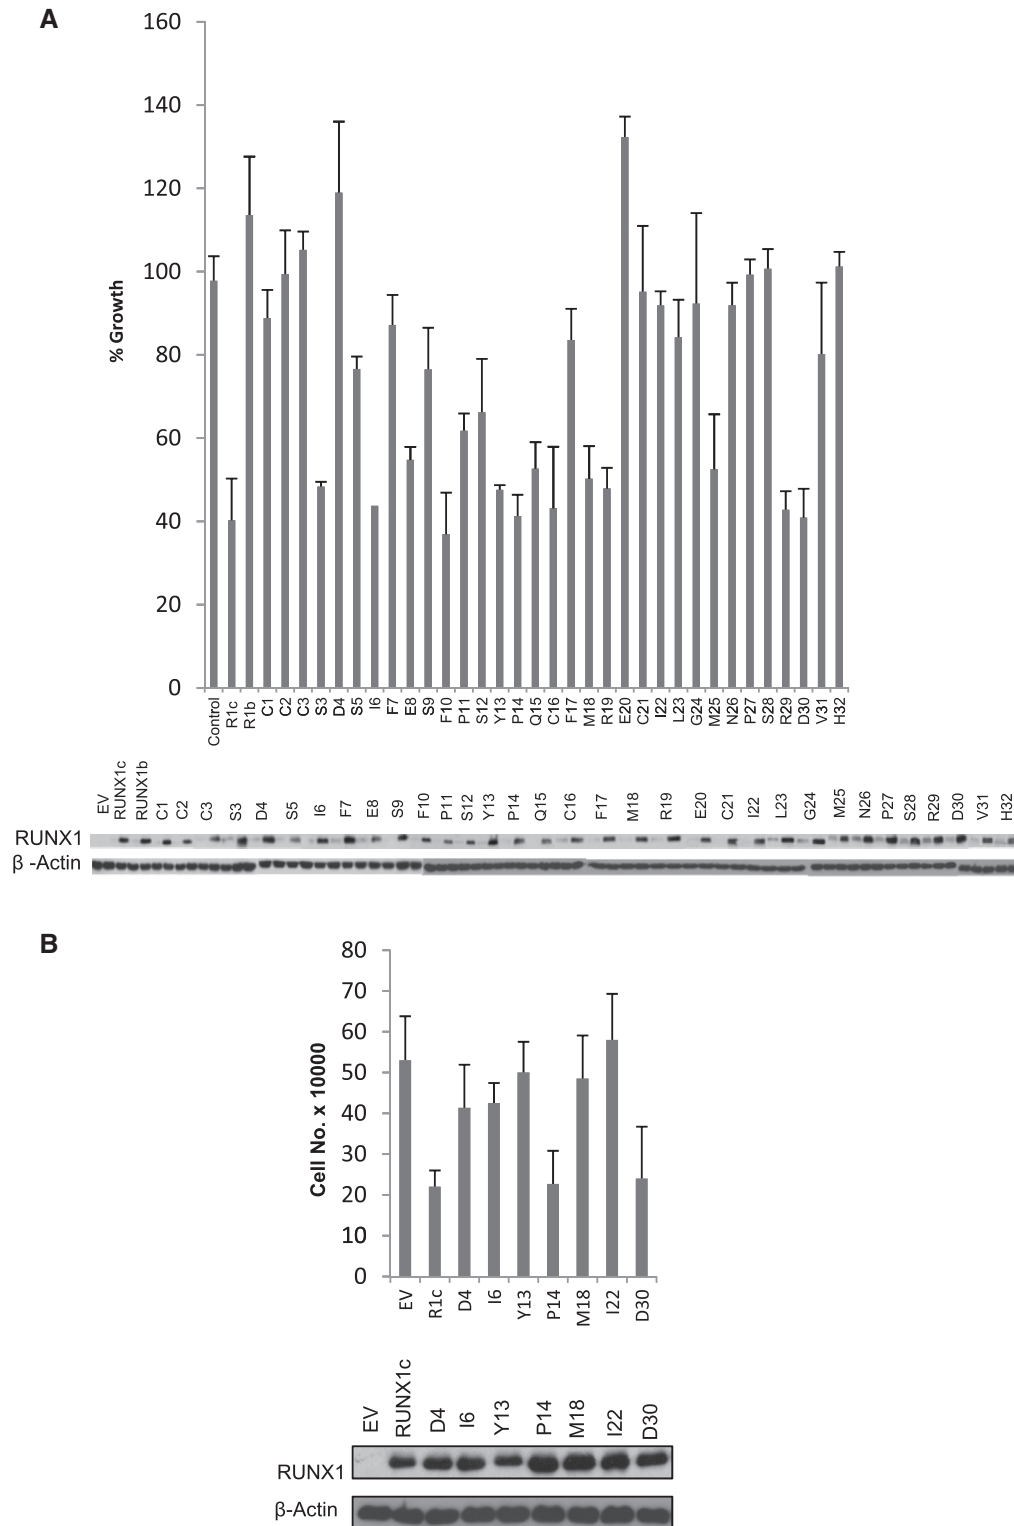 A
160
140
120
100
80
60
40
20
0
% Growth
Control R1c R1b C1 C2 C3 S3 D4 S5 I6 F7 E8 S9 F10 P11 S12 Y13 P14 Q15 C16 F17 M18 R19 E20 C21 I22 L23 G24 M25 N26 P27 S28 R29 D30 V31 H32
EV RUNX1c RUNX1b C1 C2 C3 S3 D4 S5 I6 F7 E8 S9 F10 P11 S12 Y13 P14 Q15 C16 F17 M18 R19 E20 C21 I22 L23 G24 M25 N26 P27 S28 R29 D30 V31 H32
RUNX1
β -Actin
B
80
70
60
50
40
30
20
10
0
Cell No. x 10000
EV R1c D4 I6 Y13 P14 M18 I22 D30
EV RUNX1c D4 I6 Y13 P14 M18 I22 D30
RUNX1
β-Actin